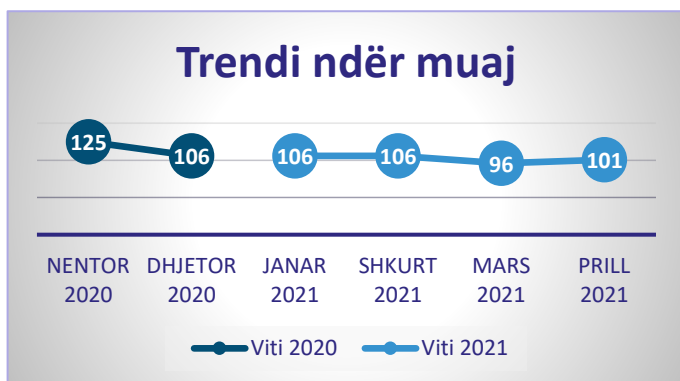 Trendi ndër muaj
125
106
106
106
96
101
NENTOR 2020
DHJETOR 2020
JANAR 2021
SHKURT 2021
MARS 2021
PRILL 2021
Viti 2020
Viti 2021